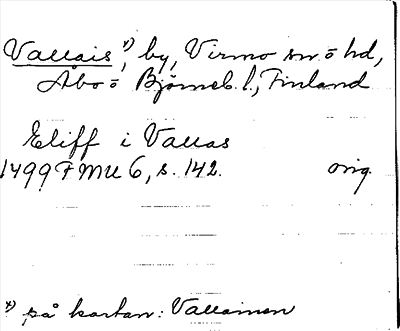 Vallais *), by, Virmo sn o hd,
Åbo o Björneb. l., Finland
Eliff i Vallas
1499 FMU 6, s. 142. orig.
*) på kartan: Vallainen